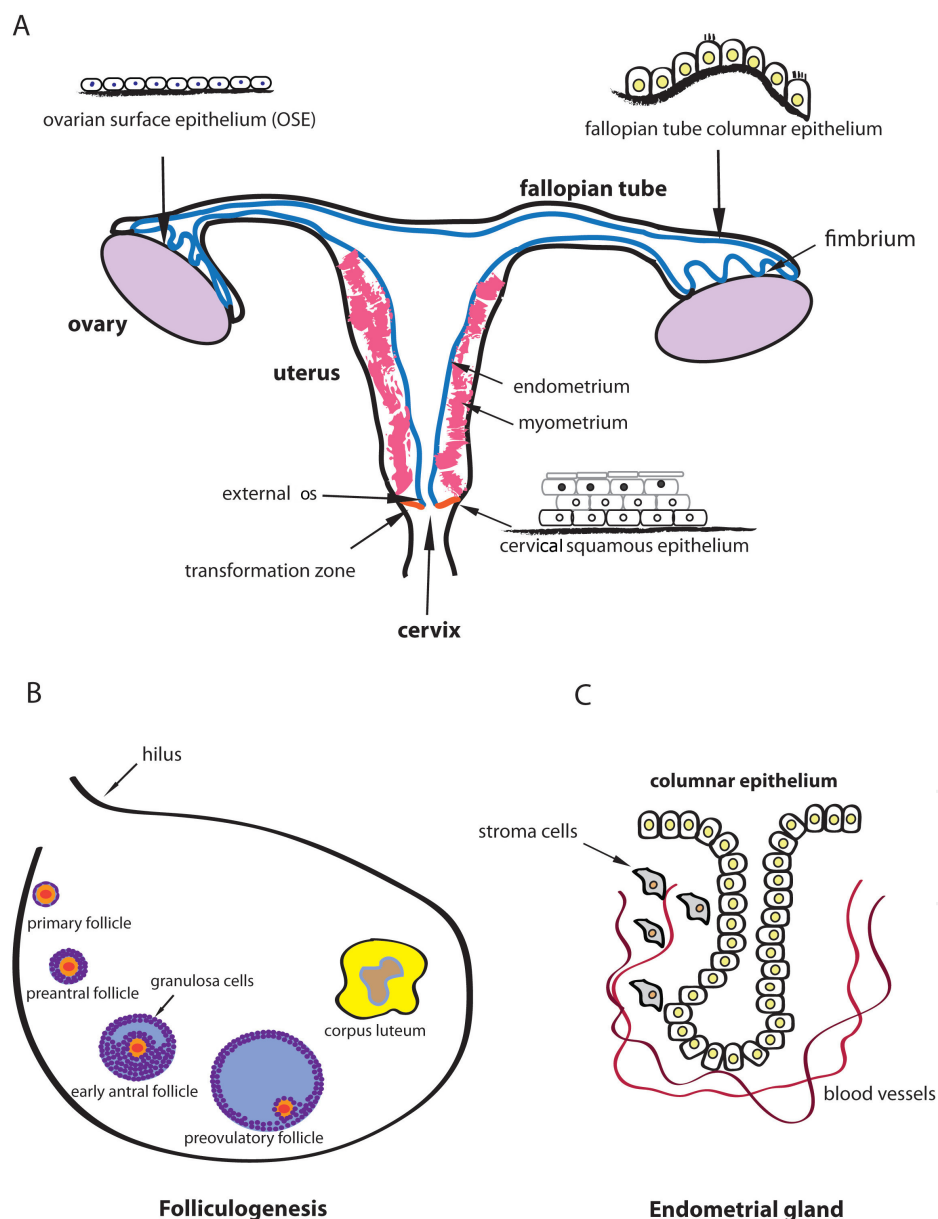 A
ovarian surface epithelium (OSE)
fallopian tube columnar epithelium
fallopian tube
fimbrium
ovary
uterus
endometrium
myometrium
external os
cervical squamous epithelium
transformation zone
cervix
B
hilus
primary follicle
preantral follicle
granulosa cells
early antral follicle
preovulatory follicle
corpus luteum
Folliculogenesis
C
columnar epithelium
stroma cells
blood vessels
Endometrial gland